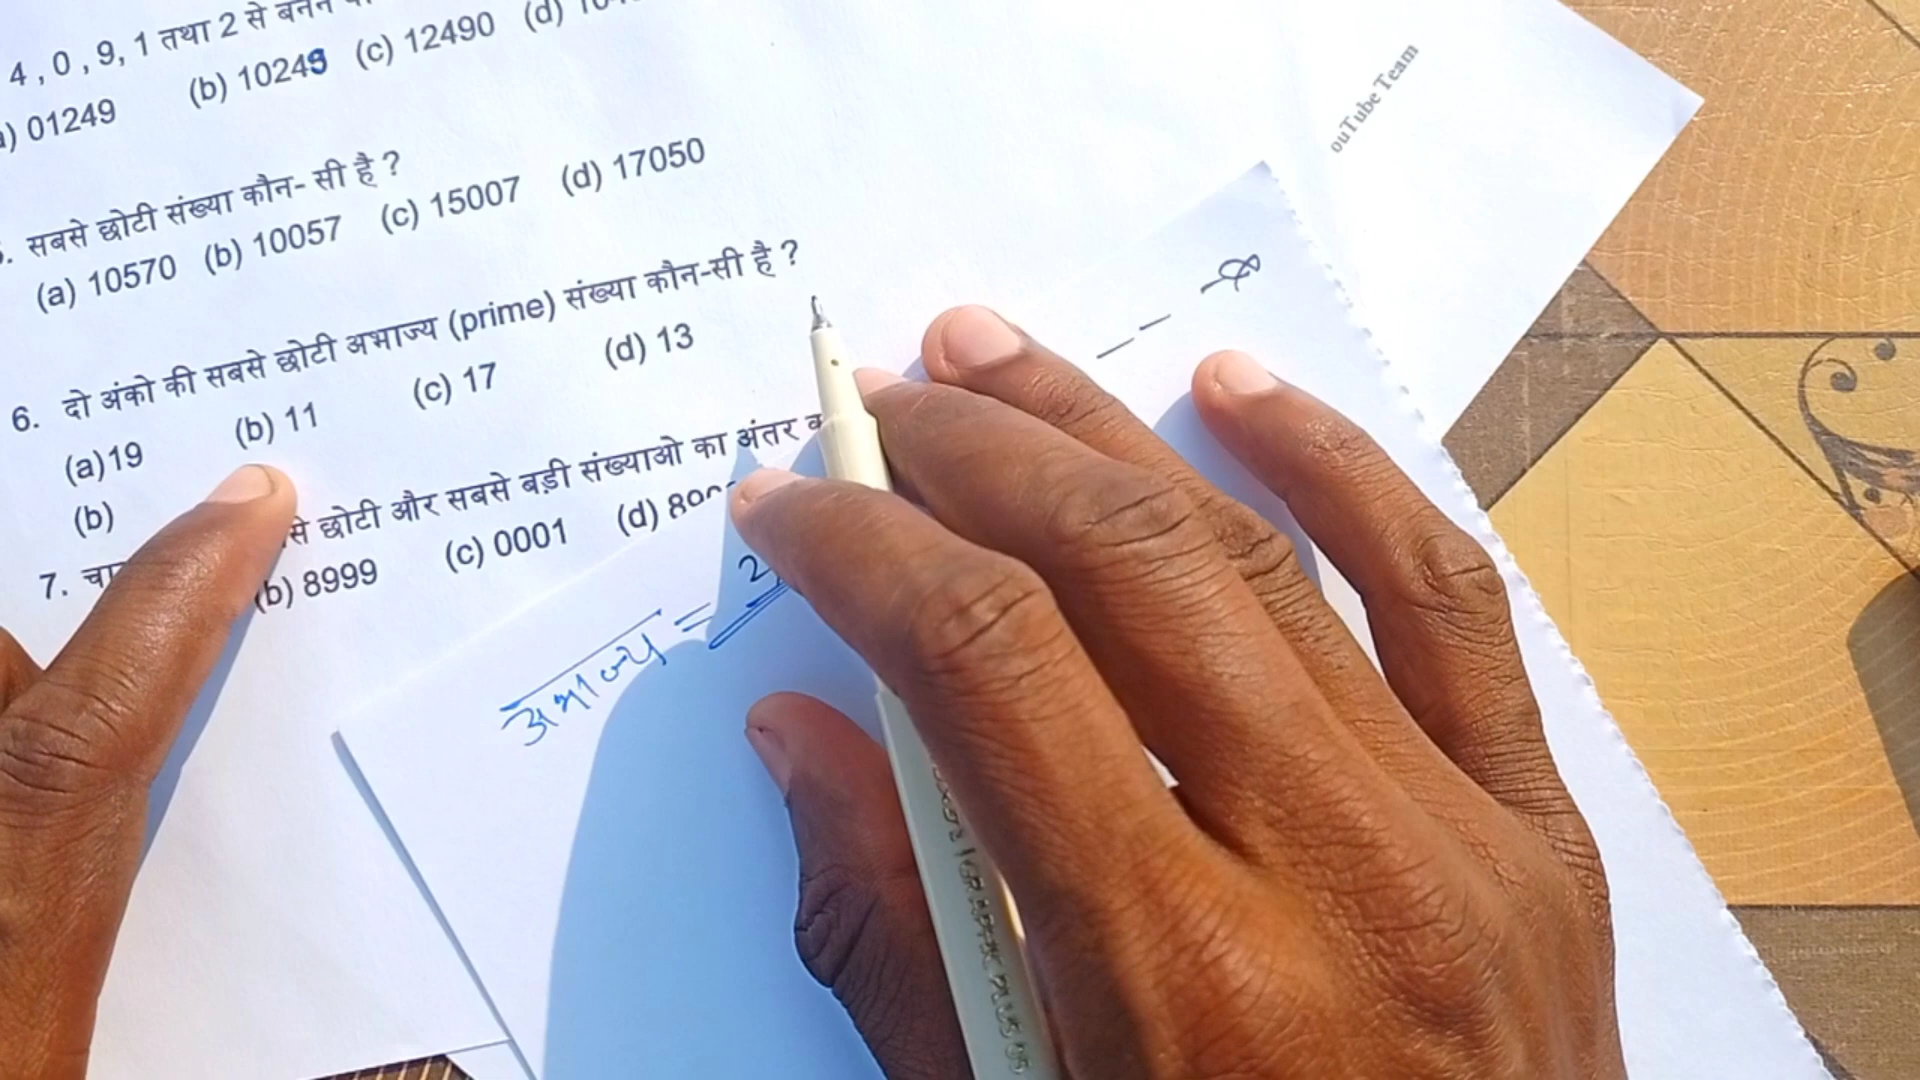 4 , 0 , 9, 1 तथा 2 से बनने
01249 (b) 10249 (c) 12490 (d)
सबसे छोटी संख्या कौन- सी है ?
(a) 10570 (b) 10057 (c) 15007 (d) 17050
6. दो अंको की सबसे छोटी अभाज्य (prime) संख्या कौन-सी है ?
(a)19 (b) 11 (c) 17 (d) 13
(b)
7. से छोटी और सबसे बड़ी संख्याओ का अंतर
(b) 8999 (c) 0001 (d)
अभाज्य = 2,
ouTube Team